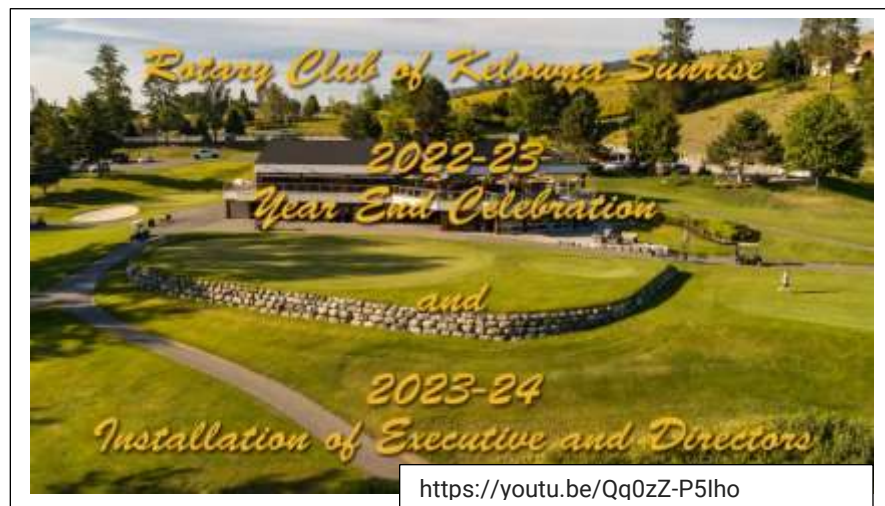 Rotary Club of Kelowna Sunrise
2022-23
Year End Celebration
and
2023-24
Installation of Executive and Directors
https://youtu.be/Qq0zZ-P5Iho